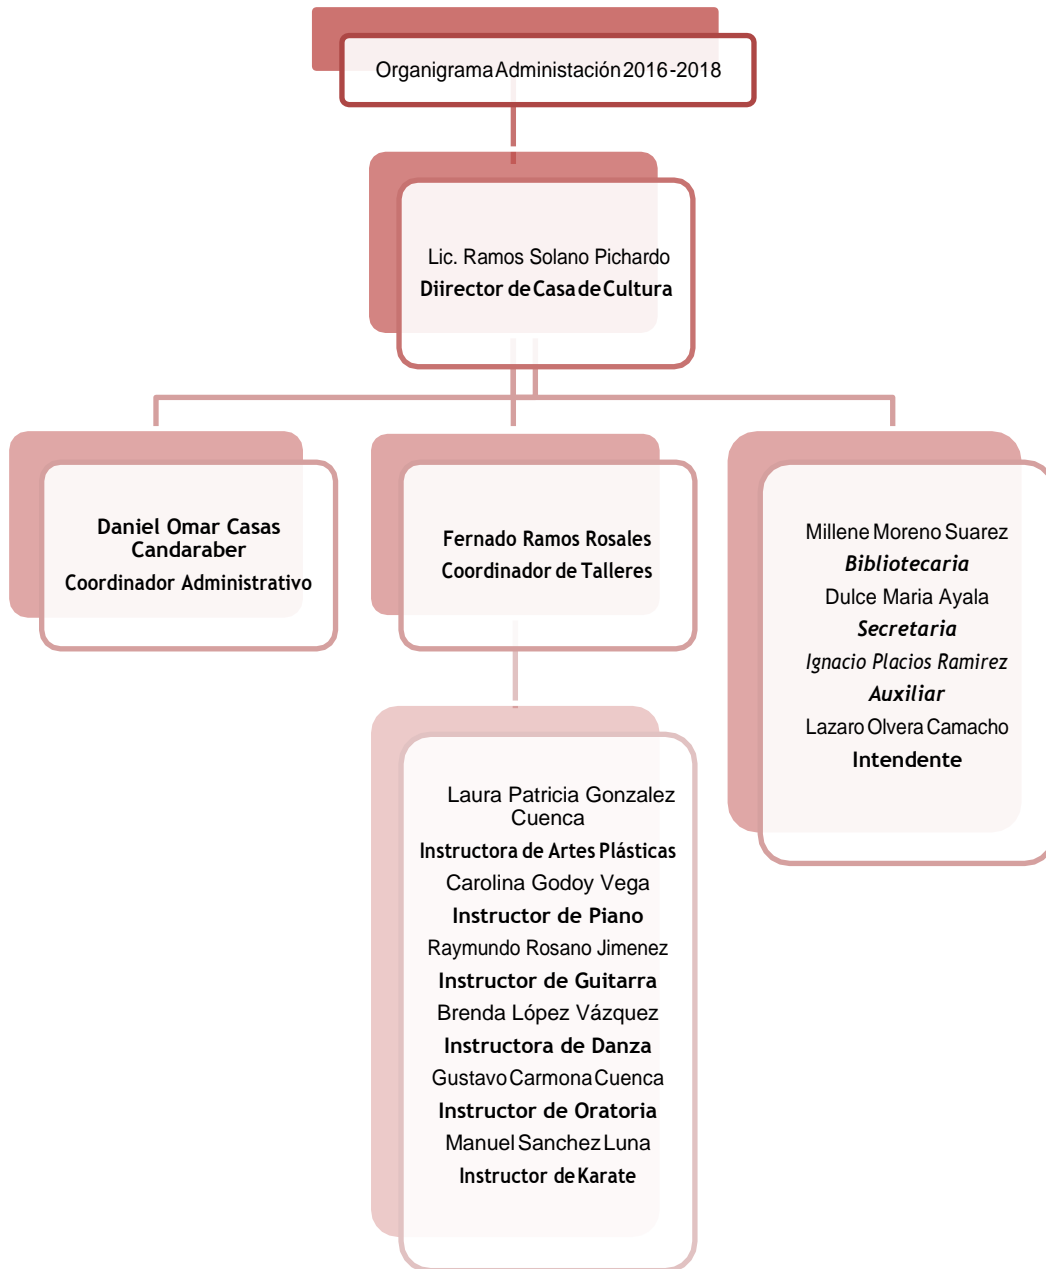 Organigrama Administación 2016-2018
Lic. Ramos Solano Pichardo
Diirector de Casa de Cultura
Daniel Omar Casas
Candaraber
Coordinador Administrativo
Fernado Ramos Rosales
Coordinador de Talleres
Millene Moreno Suarez
Bibliotecaria
Dulce Maria Ayala
Secretaria
Ignacio Placios Ramirez
Auxiliar
Lazaro Olvera Camacho
Intendente
Laura Patricia Gonzalez
Cuenca
Instructora de Artes Plásticas
Carolina Godoy Vega
Instructor de Piano
Raymundo Rosano Jimenez
Instructor de Guitarra
Brenda López Vázquez
Instructora de Danza
Gustavo Carmona Cuenca
Instructor de Oratoria
Manuel Sanchez Luna
Instructor de Karate